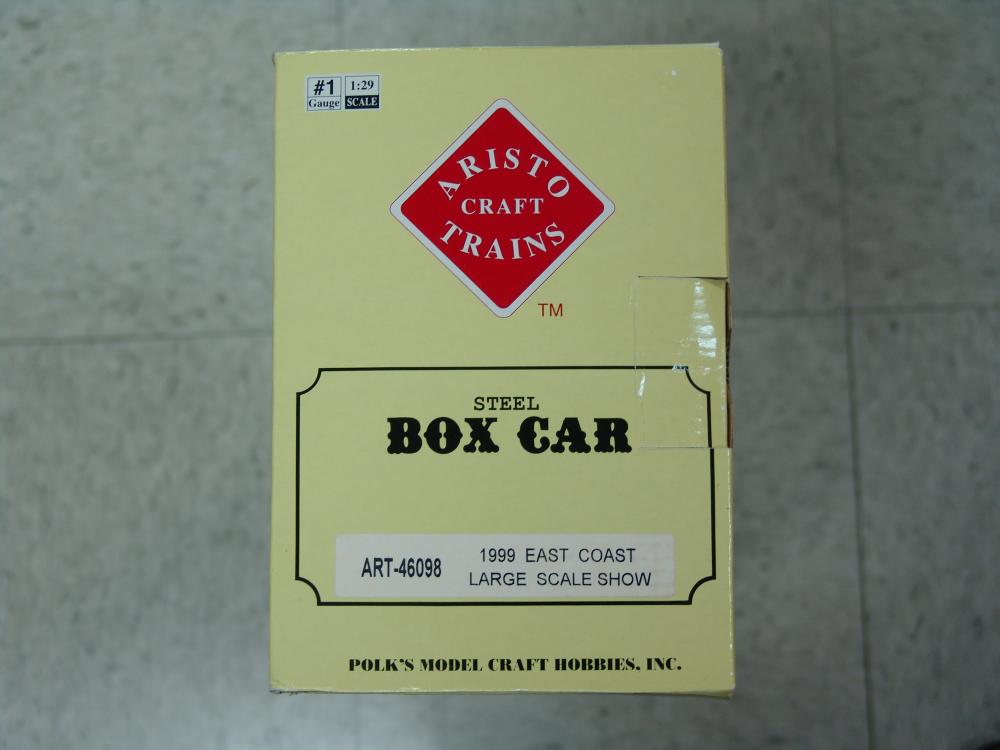 #1 1:29
Gauge SCALE
ARISTO
CRAFT
TRAINS
TM
STEEL
BOX CAR
ART-46098
1999 EAST COAST
LARGE SCALE SHOW
POLK'S MODEL CRAFT HOBBIES, INC.